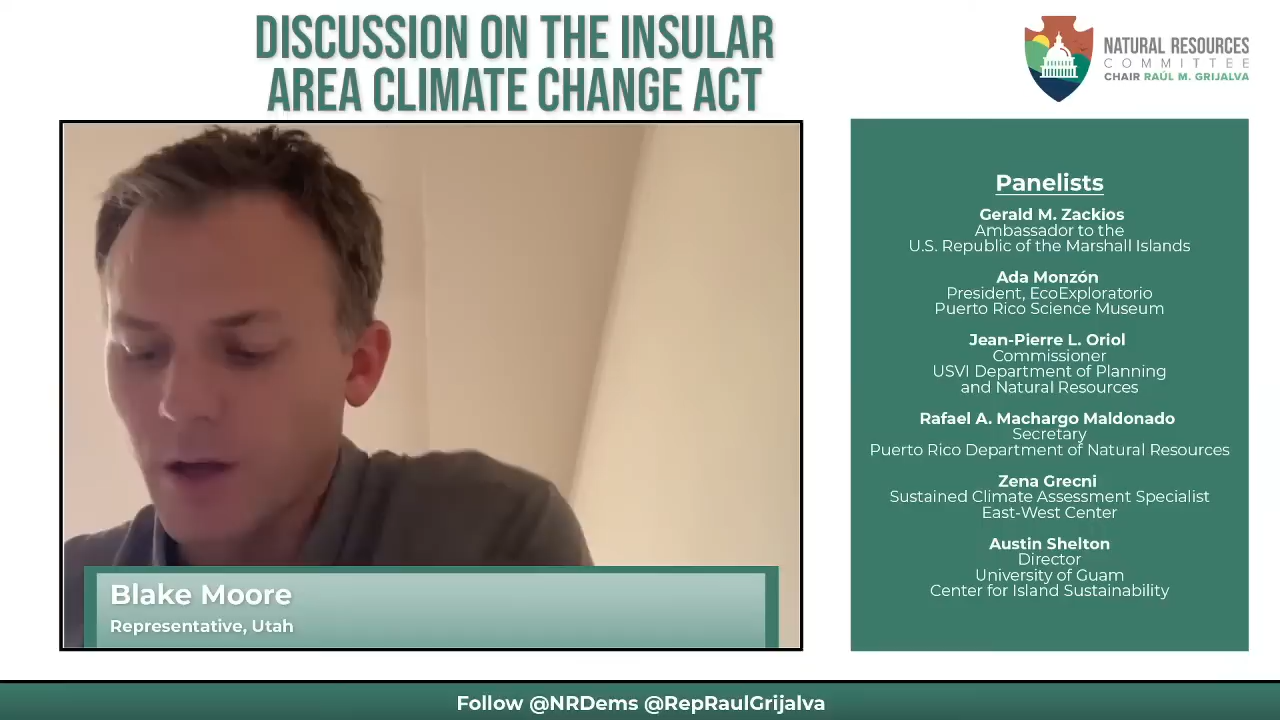 DISCUSSION ON THE INSULAR
AREA CLIMATE CHANGE ACT
NATURAL RESOURCES
COMMITTEE
CHAIR RAÚL M. GRIJALVA
Blake Moore
Representative, Utah
Panelists
Gerald M. Zackios
Ambassador to the
U.S. Republic of the Marshall Islands
Ada Monzón
President, EcoExploratorio
Puerto Rico Science Museum
Jean-Pierre L. Oriol
Commissioner
USVI Department of Planning
and Natural Resources
Rafael A. Machargo Maldonado
Secretary
Puerto Rico Department of Natural Resources
Zena Grecni
Sustained Climate Assessment Specialist
East-West Center
Austin Shelton
Director
University of Guam
Center for Island Sustainability
Follow @NRDems @RepRaulGrijalva